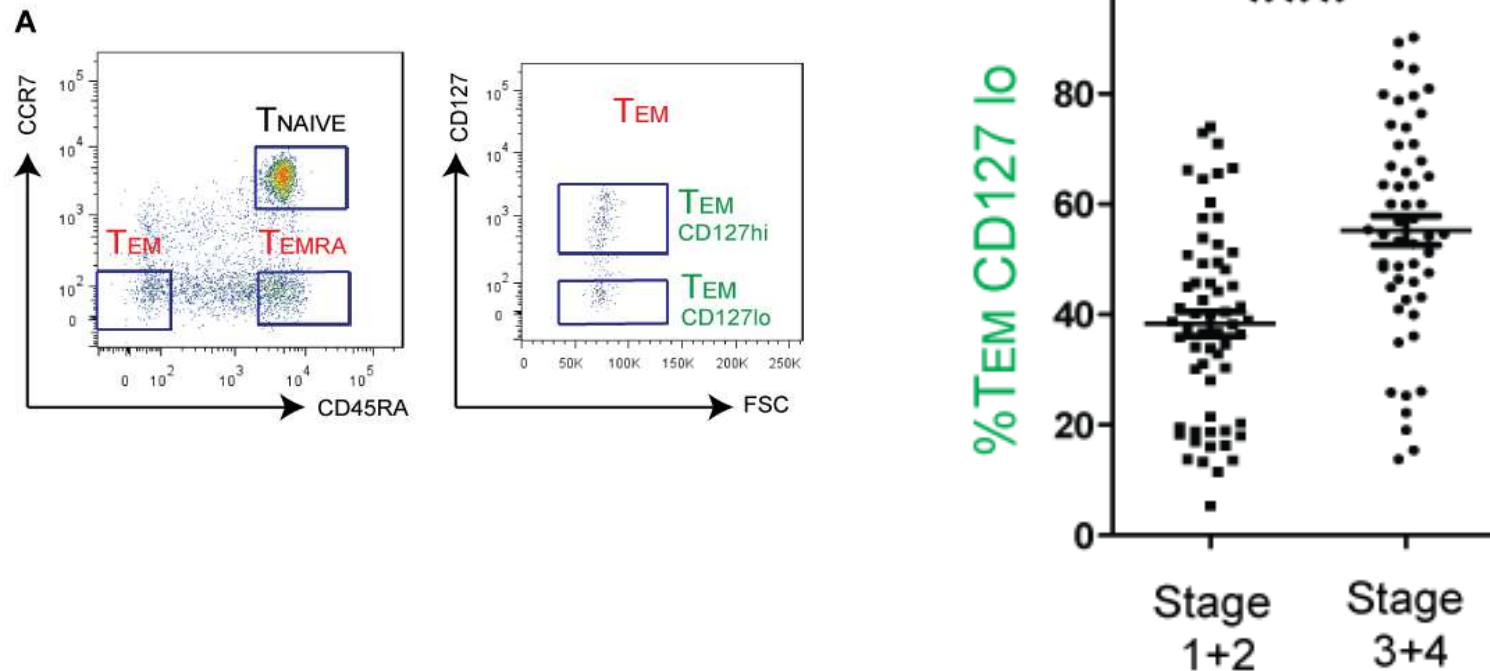 A
CCR7
10^5
10^4
10^3
10^2
0
TNAIVE
TEM
TEMRA
0 10^2 10^3 10^4 10^5
CD45RA
CD127
10^5
10^4
10^3
10^2
0
TEM
TEM
CD127hi
TEM
CD127lo
0 50K 100K 150K 200K 250K
FSC
%TEM CD127 lo
80
60
40
20
0
Stage
1+2
Stage
3+4